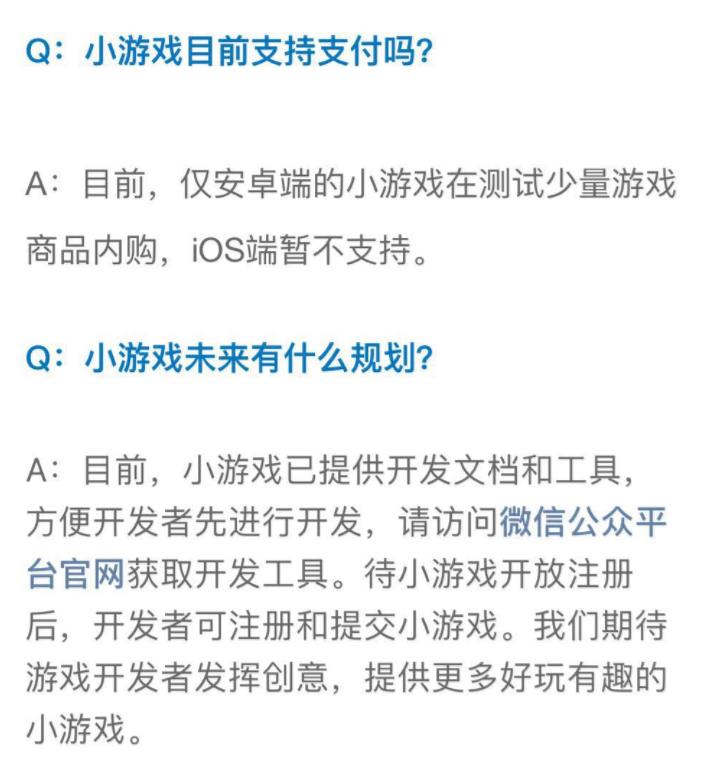 Q：小游戏目前支持支付吗？
A：目前，仅安卓端的小游戏在测试少量游戏
商品内购，iOS端暂不支持。
Q：小游戏未来有什么规划？
A：目前，小游戏已提供开发文档和工具，
方便开发者先进行开发，请访问微信公众平
台官网获取开发工具。待小游戏开放注册
后，开发者可注册和提交小游戏。我们期待
游戏开发者发挥创意，提供更多好玩有趣的
小游戏。